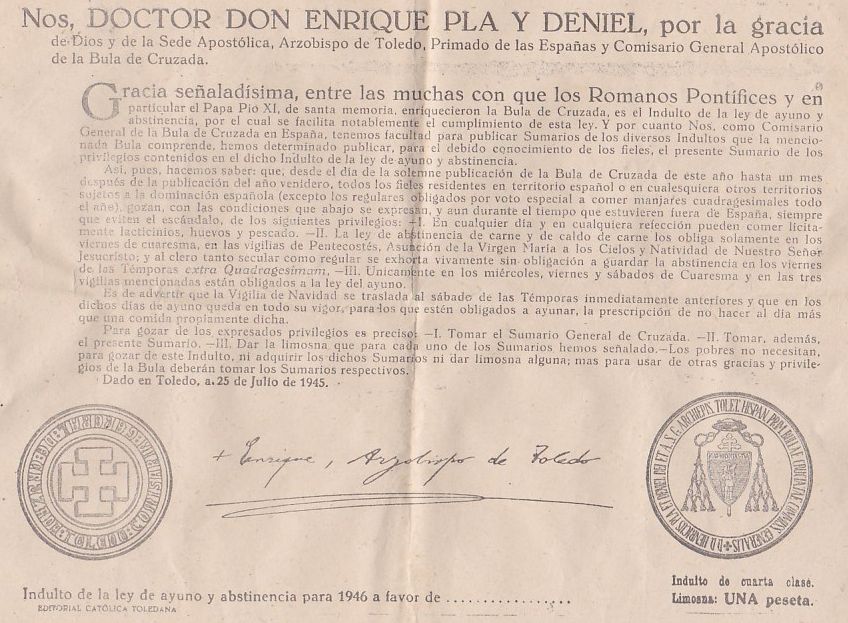 Nos, DOCTOR DON ENRIQUE PLA Y DENIEL, por la gracia
de Dios y de la Sede Apostólica, Arzobispo de Toledo, Primado de las Españas y Comisario General Apostólico
de la Bula de Cruzada.
Gracia señaladísima, entre las muchas con que los Romanos Pontífices y en
particular el Papa Pío XI, de santa memoria, enriquecieron la Bula de Cruzada, es el Indulto de la ley de ayuno y
abstinencia, por el cual se facilita notablemente el cumplimiento de esta ley. Y por cuanto Nos, como Comisario
General de la Bula de Cruzada en España, tenemos facultad para publicar Sumarios de los diversos Indultos que la mencio-
nada Bula comprende, hemos determinado publicar, para el debido conocimiento de los fieles, el presente Sumario de los
privilegios contenidos en el dicho Indulto de la ley de ayuno y abstinencia.
Así, pues, hacemos saber: que, desde el día de la solemne publicación de la Bula de Cruzada de este año hasta un mes
después de la publicación del año venidero, todos los fieles residentes en territorio español o en cualesquiera otros territorios
sujetos a la dominación española (excepto los regulares obligados por voto especial a comer manjares cuadragesimales todo
el año), gozan, con las condiciones que abajo se expresan, y aun durante el tiempo que estuvieren fuera de España, siempre
que eviten el escándalo, de los siguientes privilegios: —I. En cualquier día y en cualquiera refección pueden comer lícita-
mente lacticinios, huevos y pescado. —II. La ley de abstinencia de carne y de caldo de carne los obliga solamente en los
viernes de cuaresma, en las vigilias de Pentecostés, Asunción de la Virgen María a los Cielos y Natividad de Nuestro Señor
Jesucristo; y al clero tanto secular como regular se exhorta vivamente sin obligación a guardar la abstinencia en los viernes
de las Témporas extra Quadragesimam. —III. Unicamente en los miércoles, viernes y sábados de Cuaresma y en las tres
vigilias mencionadas están obligados a la ley del ayuno.
Es de advertir que la Vigilia de Navidad se traslada al sábado de las Témporas inmediatamente anteriores y que en los
dichos días de ayuno queda en todo su vigor, para los que estén obligados a ayunar, la prescripción de no hacer al día más
que una comida propiamente dicha.
Para gozar de los expresados privilegios es preciso: —I. Tomar el Sumario General de Cruzada. —II. Tomar, además,
el presente Sumario. —III. Dar la limosna que para cada uno de los Sumarios hemos señalado.—Los pobres no necesitan,
para gozar de este Indulto, ni adquirir los dichos Sumarios ni dar limosna alguna; mas para usar de otras gracias y privile-
gios de la Bula deberán tomar los Sumarios respectivos.
Dado en Toledo, a 25 de Julio de 1945.
+ Enrique, Arzobispo de Toledo
Indulto de la ley de ayuno y abstinencia para 1946 a favor de .................
EDITORIAL CATÓLICA TOLEDANA
Indulto de cuarta clase.
Limosna: UNA peseta.